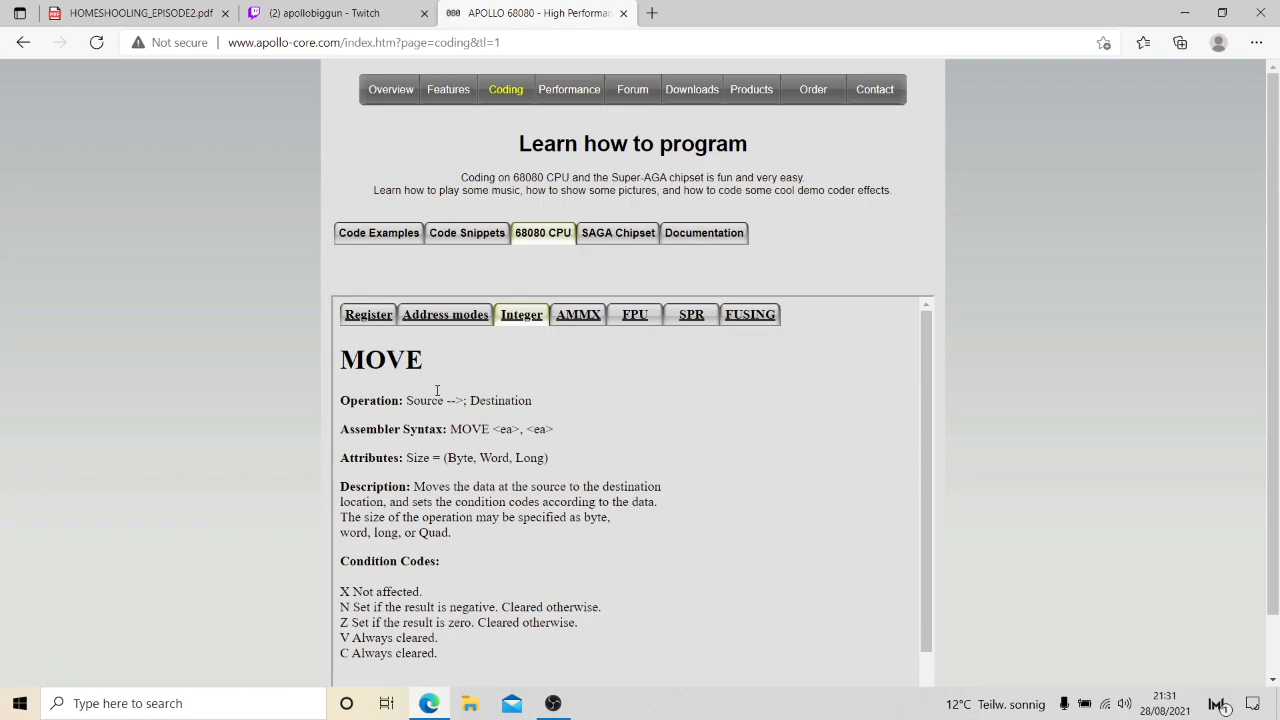 HOMESHOOLING_EPISODE2.pdf
apollobiggun - Twitch
APOLLO 68080 - High Performan
Not secure
www.apollo-core.com/index.htm?page=coding&tl=1
Overview
Features
Coding
Performance
Forum
Downloads
Products
Order
Contact
Learn how to program
Coding on 68080 CPU and the Super-AGA chipset is fun and very easy.
Learn how to play some music, how to show some pictures, and how to code some cool demo coder effects.
Code Examples
Code Snippets
68080 CPU
SAGA Chipset
Documentation
Register
Address modes
Integer
AMMX
FPU
SPR
FUSING
MOVE
Operation: Source -->; Destination
Assembler Syntax: MOVE <ea>, <ea>
Attributes: Size = (Byte, Word, Long)
Description: Moves the data at the source to the destination
location, and sets the condition codes according to the data.
The size of the operation may be specified as byte,
word, long, or Quad.
Condition Codes:
X Not affected.
N Set if the result is negative. Cleared otherwise.
Z Set if the result is zero. Cleared otherwise.
V Always cleared.
C Always cleared.
Type here to search
12°C Teilw. sonnig
21:31
28/08/2021